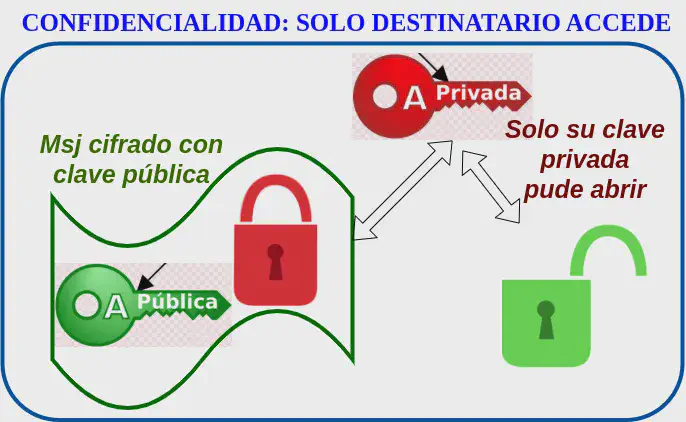 CONFIDENCIALIDAD: SOLO DESTINATARIO ACCEDE
A Privada
Solo su clave
privada
pude abrir
Msj cifrado con
clave pública
A Pública